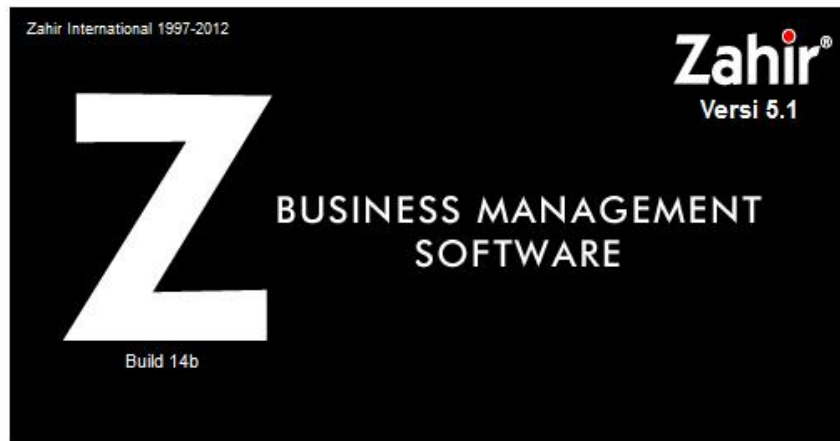 Zahir International 1997-2012
Zahir®
Versi 5.1
Z
BUSINESS MANAGEMENT
SOFTWARE
Build 14b